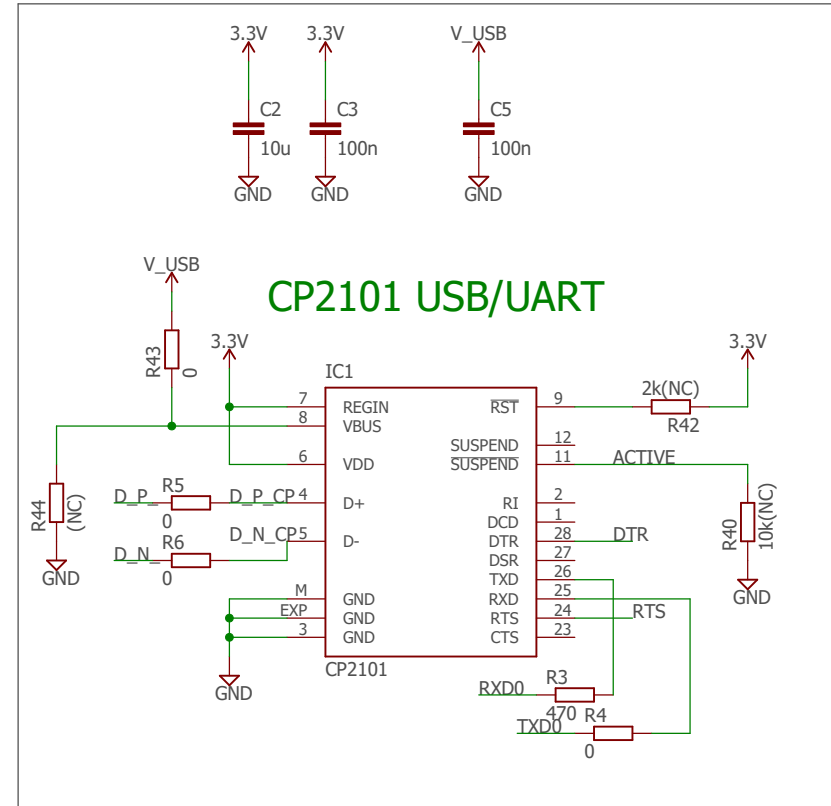 3.3V 3.3V V_USB
C2 C3 C5
10u 100n 100n
GND GND GND
V_USB
CP2101 USB/UART
R43
0
3.3V
3.3V
IC1
2k(NC)
R42
7 REGIN
8 VBUS
6 VDD
4 D+
5 D-
M GND
EXP GND
3 GND
RST 9
SUSPEND 12
SUSPEND 11 ACTIVE
RI 2
DCD 1
DTR 28 DTR
DSR 27
TXD 26
RXD 25
RTS 24 RTS
CTS 23
R44
(NC)
GND
D_P_ R5 D_P_CP
0
D_N_ R6 D_N_CP
0
R40
10k(NC)
GND
GND
CP2101
RXD0 R3
470
TXD0 R4
0